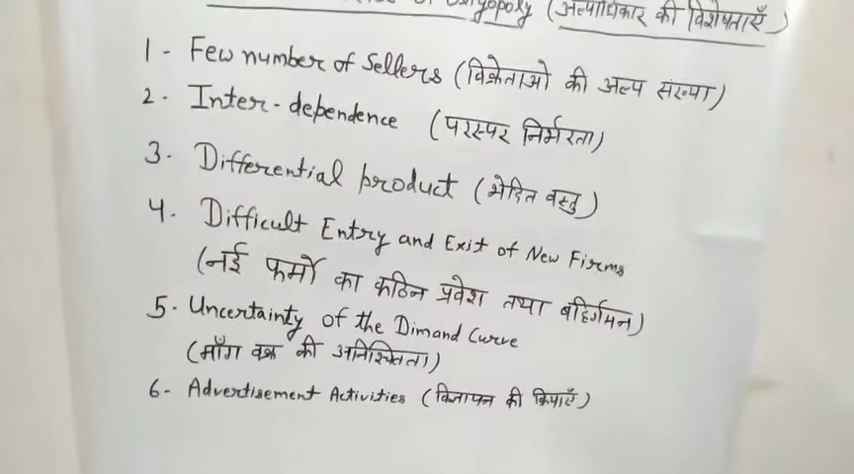 of Oligopoly (अल्पाधिकार की विशेषताएँ)
1 - Few number of Sellers (विक्रेताओ की अल्प संख्या)
2. Inter-dependence (परस्पर निर्भरता)
3. Differential product (भेदित वस्तु)
4. Difficult Entry and Exit of New Firms
(नई फर्मो का कठिन प्रवेश तथा बहिर्गमन)
5. Uncertainty of the Dimand Curve
(माँग वक्र की अनिश्चितता)
6- Advertisement Activities (विज्ञापन की क्रियाएँ)